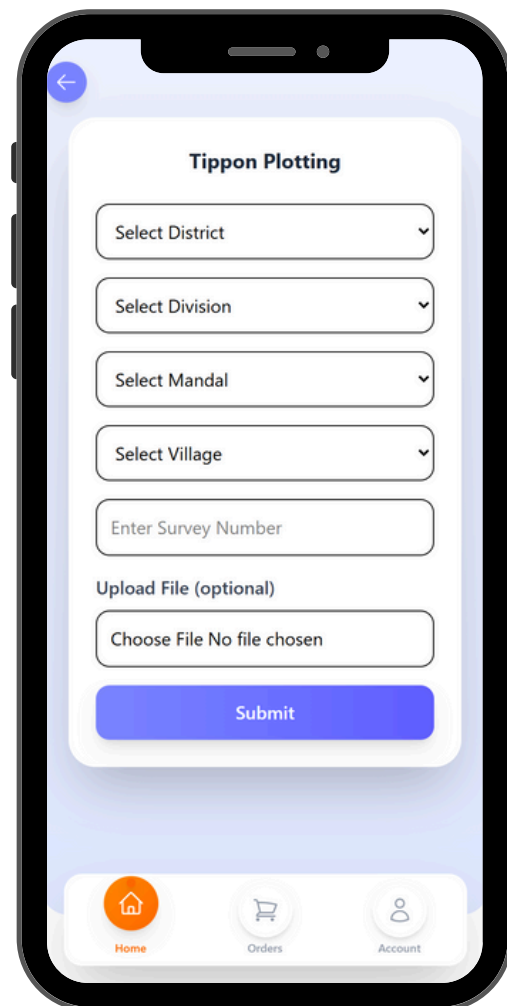 Tippon Plotting
Select District
Select Division
Select Mandal
Select Village
Enter Survey Number
Upload File (optional)
Choose File No file chosen
Submit
Home Orders Account